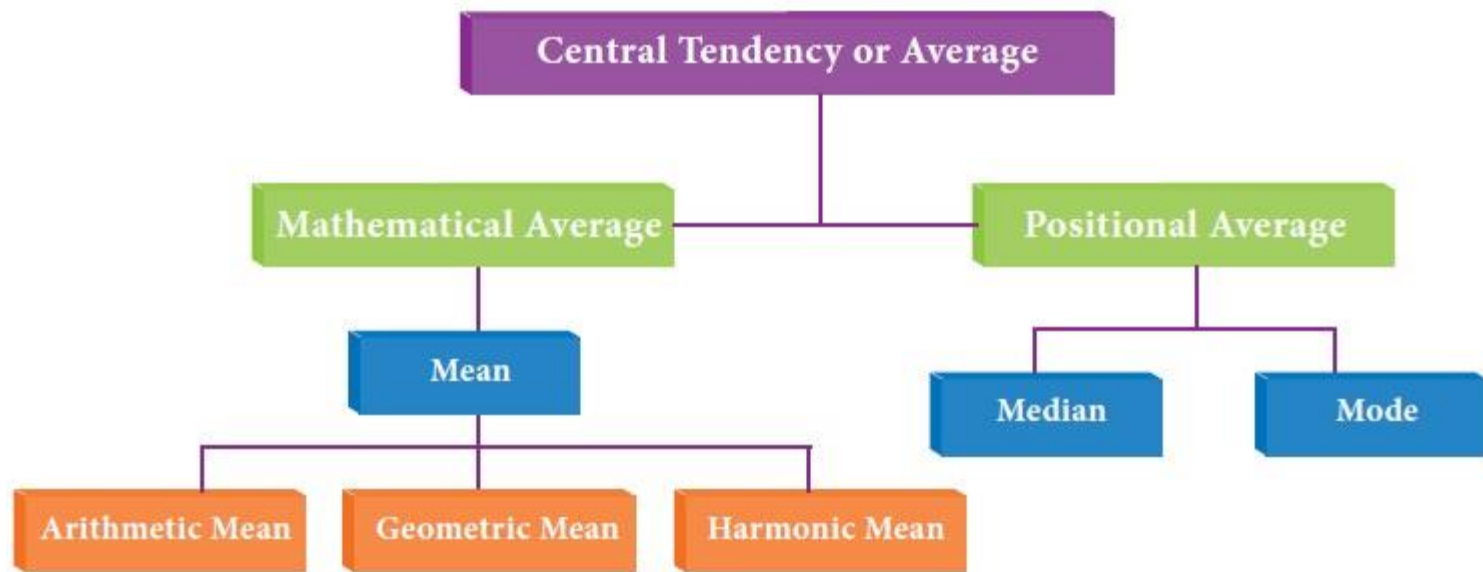 Central Tendency or Average
Mathematical Average
Positional Average
Mean
Median
Mode
Arithmetic Mean
Geometric Mean
Harmonic Mean